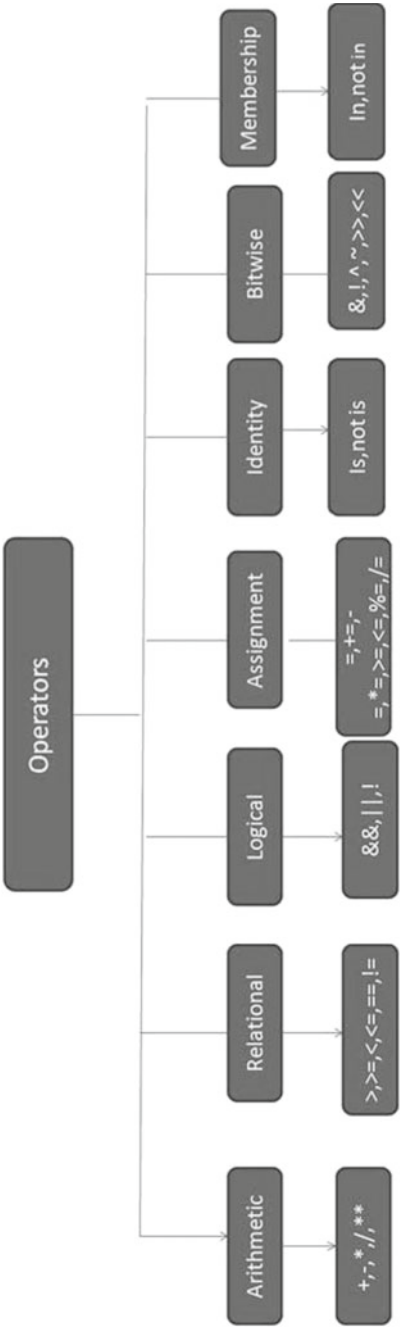 Operators
Arithmetic
Relational
Logical
Assignment
Identity
Bitwise
Membership
+,-,*,/,**
>,>=,<,<=,==,!=
&&,||,!
=,+=,-
=,*=,>=,<=,%=,/=
Is,not is
&,!,^,~,>>,<<
In,not in